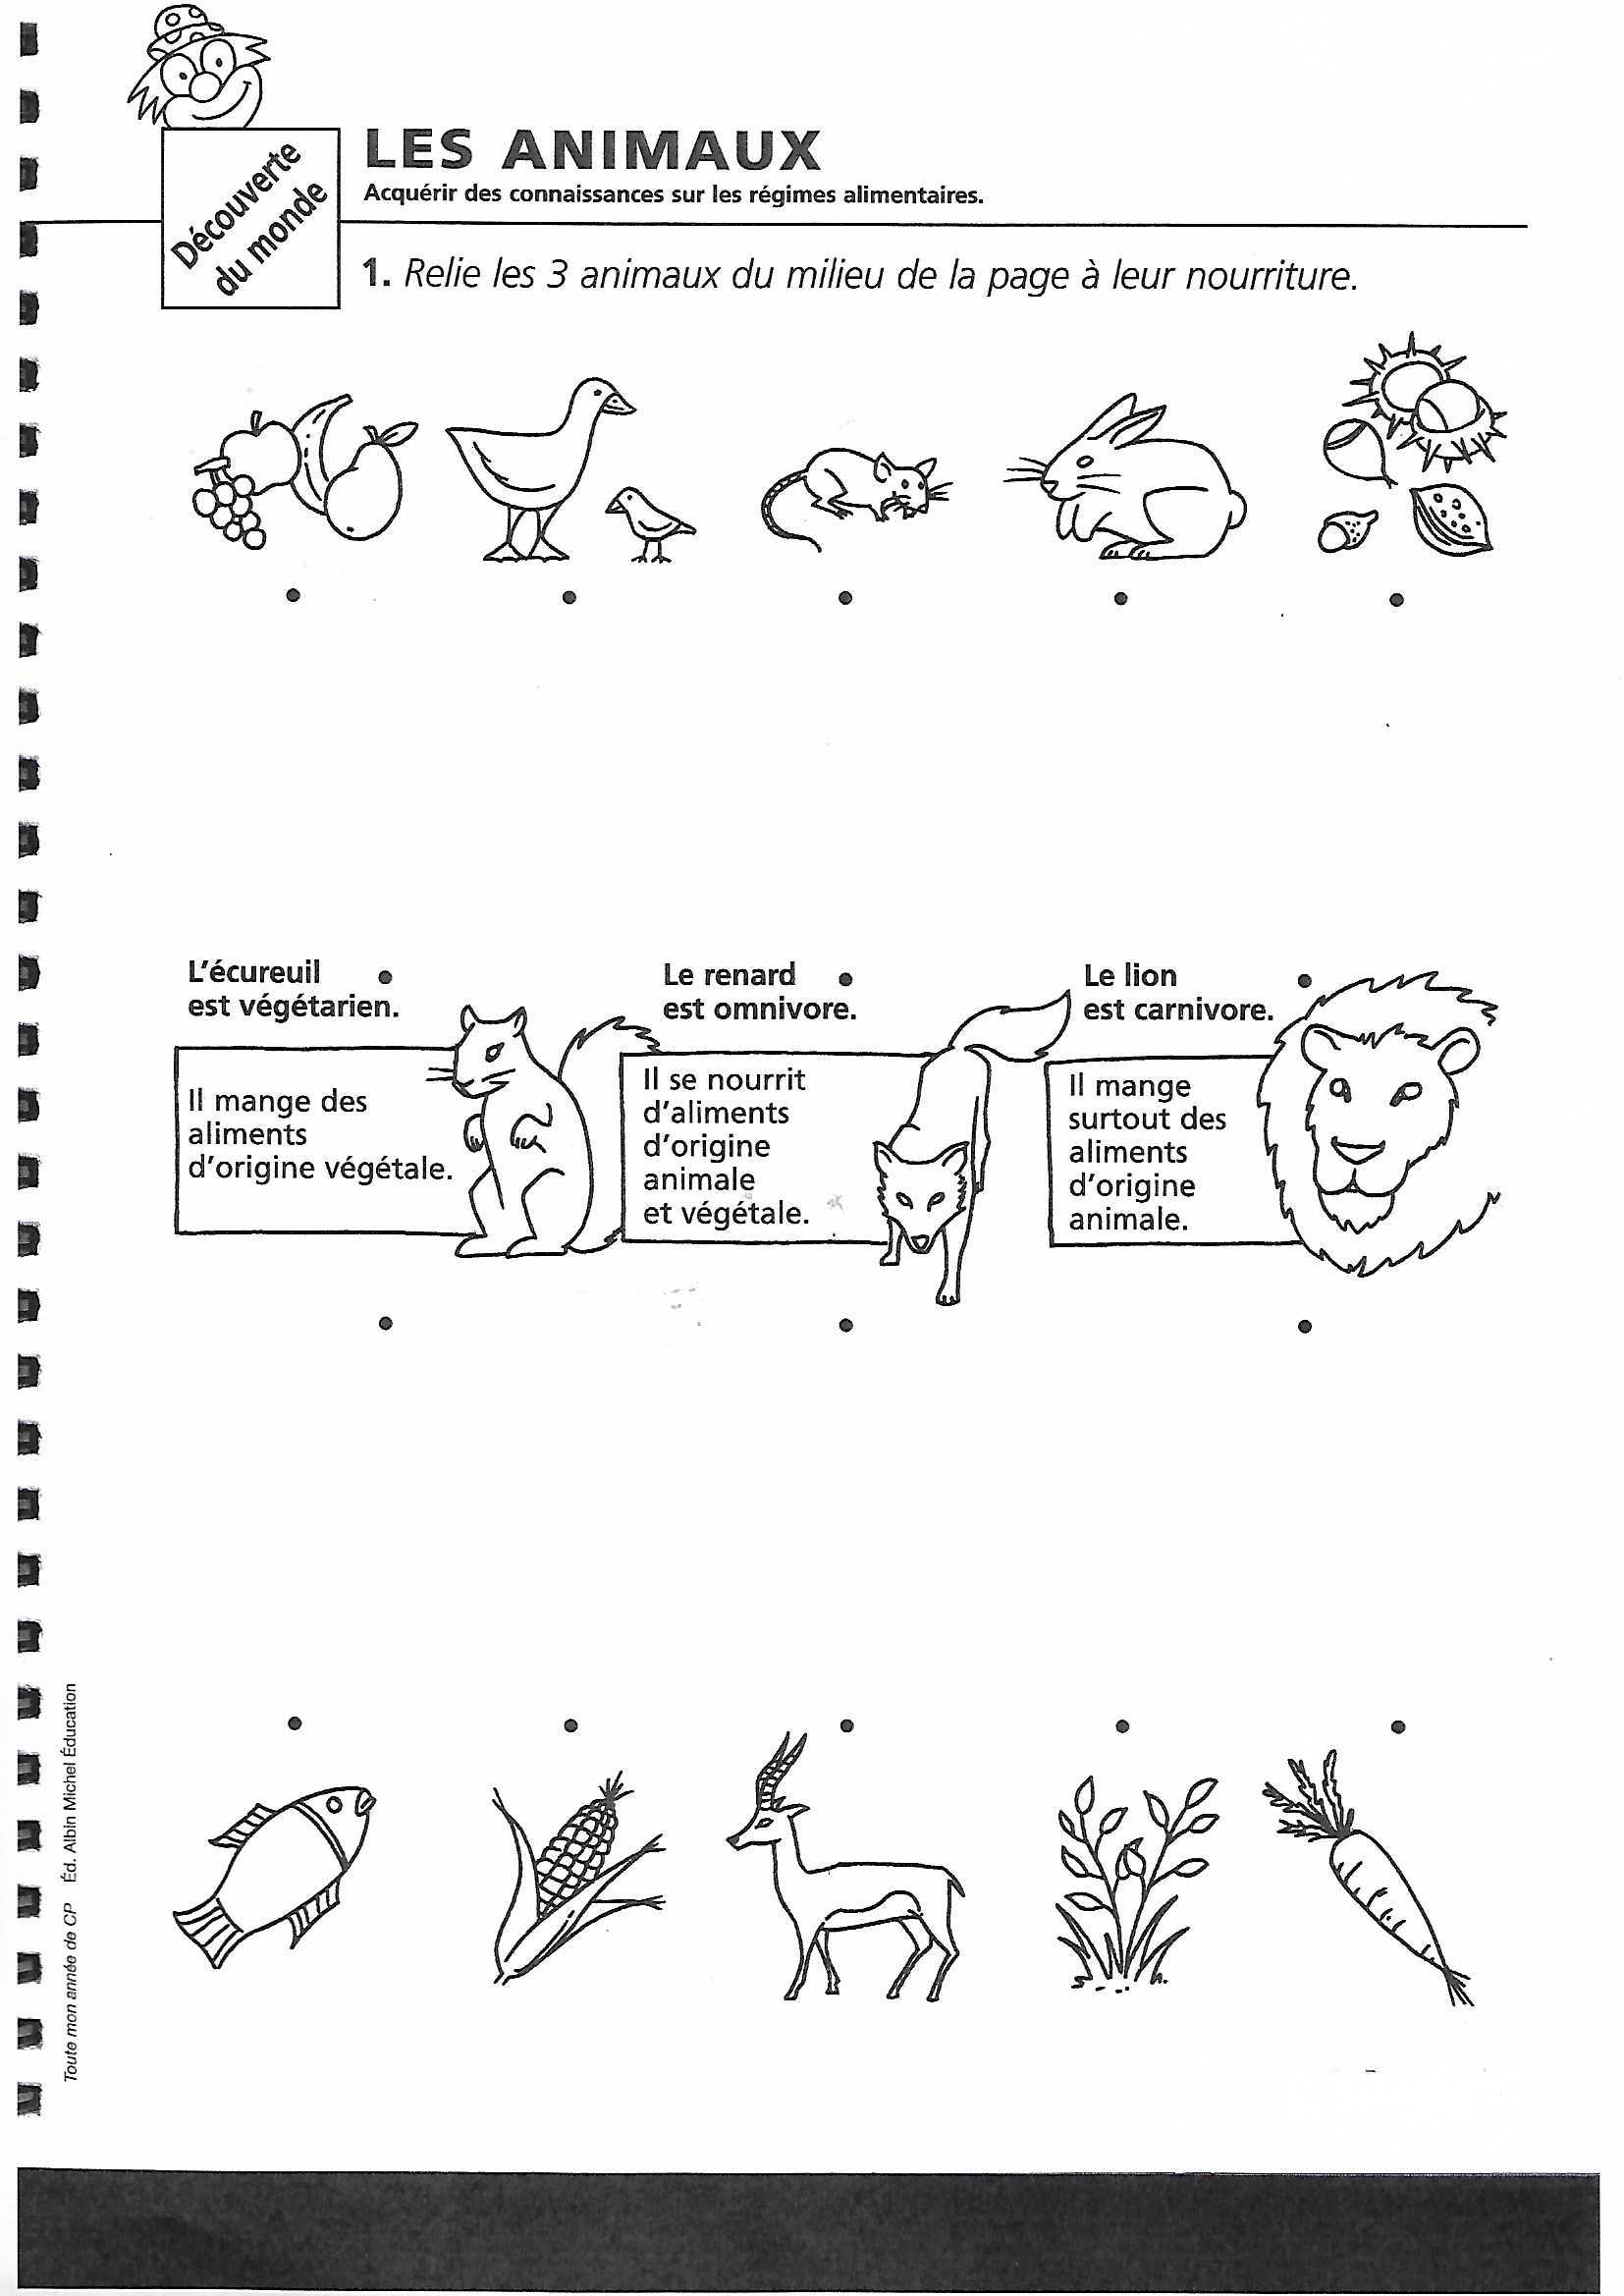 Découverte
du monde
LES ANIMAUX
Acquérir des connaissances sur les régimes alimentaires.
1. Relie les 3 animaux du milieu de la page à leur nourriture.
L'écureuil
est végétarien.
Il mange des
aliments
d'origine végétale.
Le renard
est omnivore.
Il se nourrit
d'aliments
d'origine
animale
et végétale.
Le lion
est carnivore.
Il mange
surtout des
aliments
d'origine
animale.
Toute mon année de CP Éd. Albin Michel Éducation